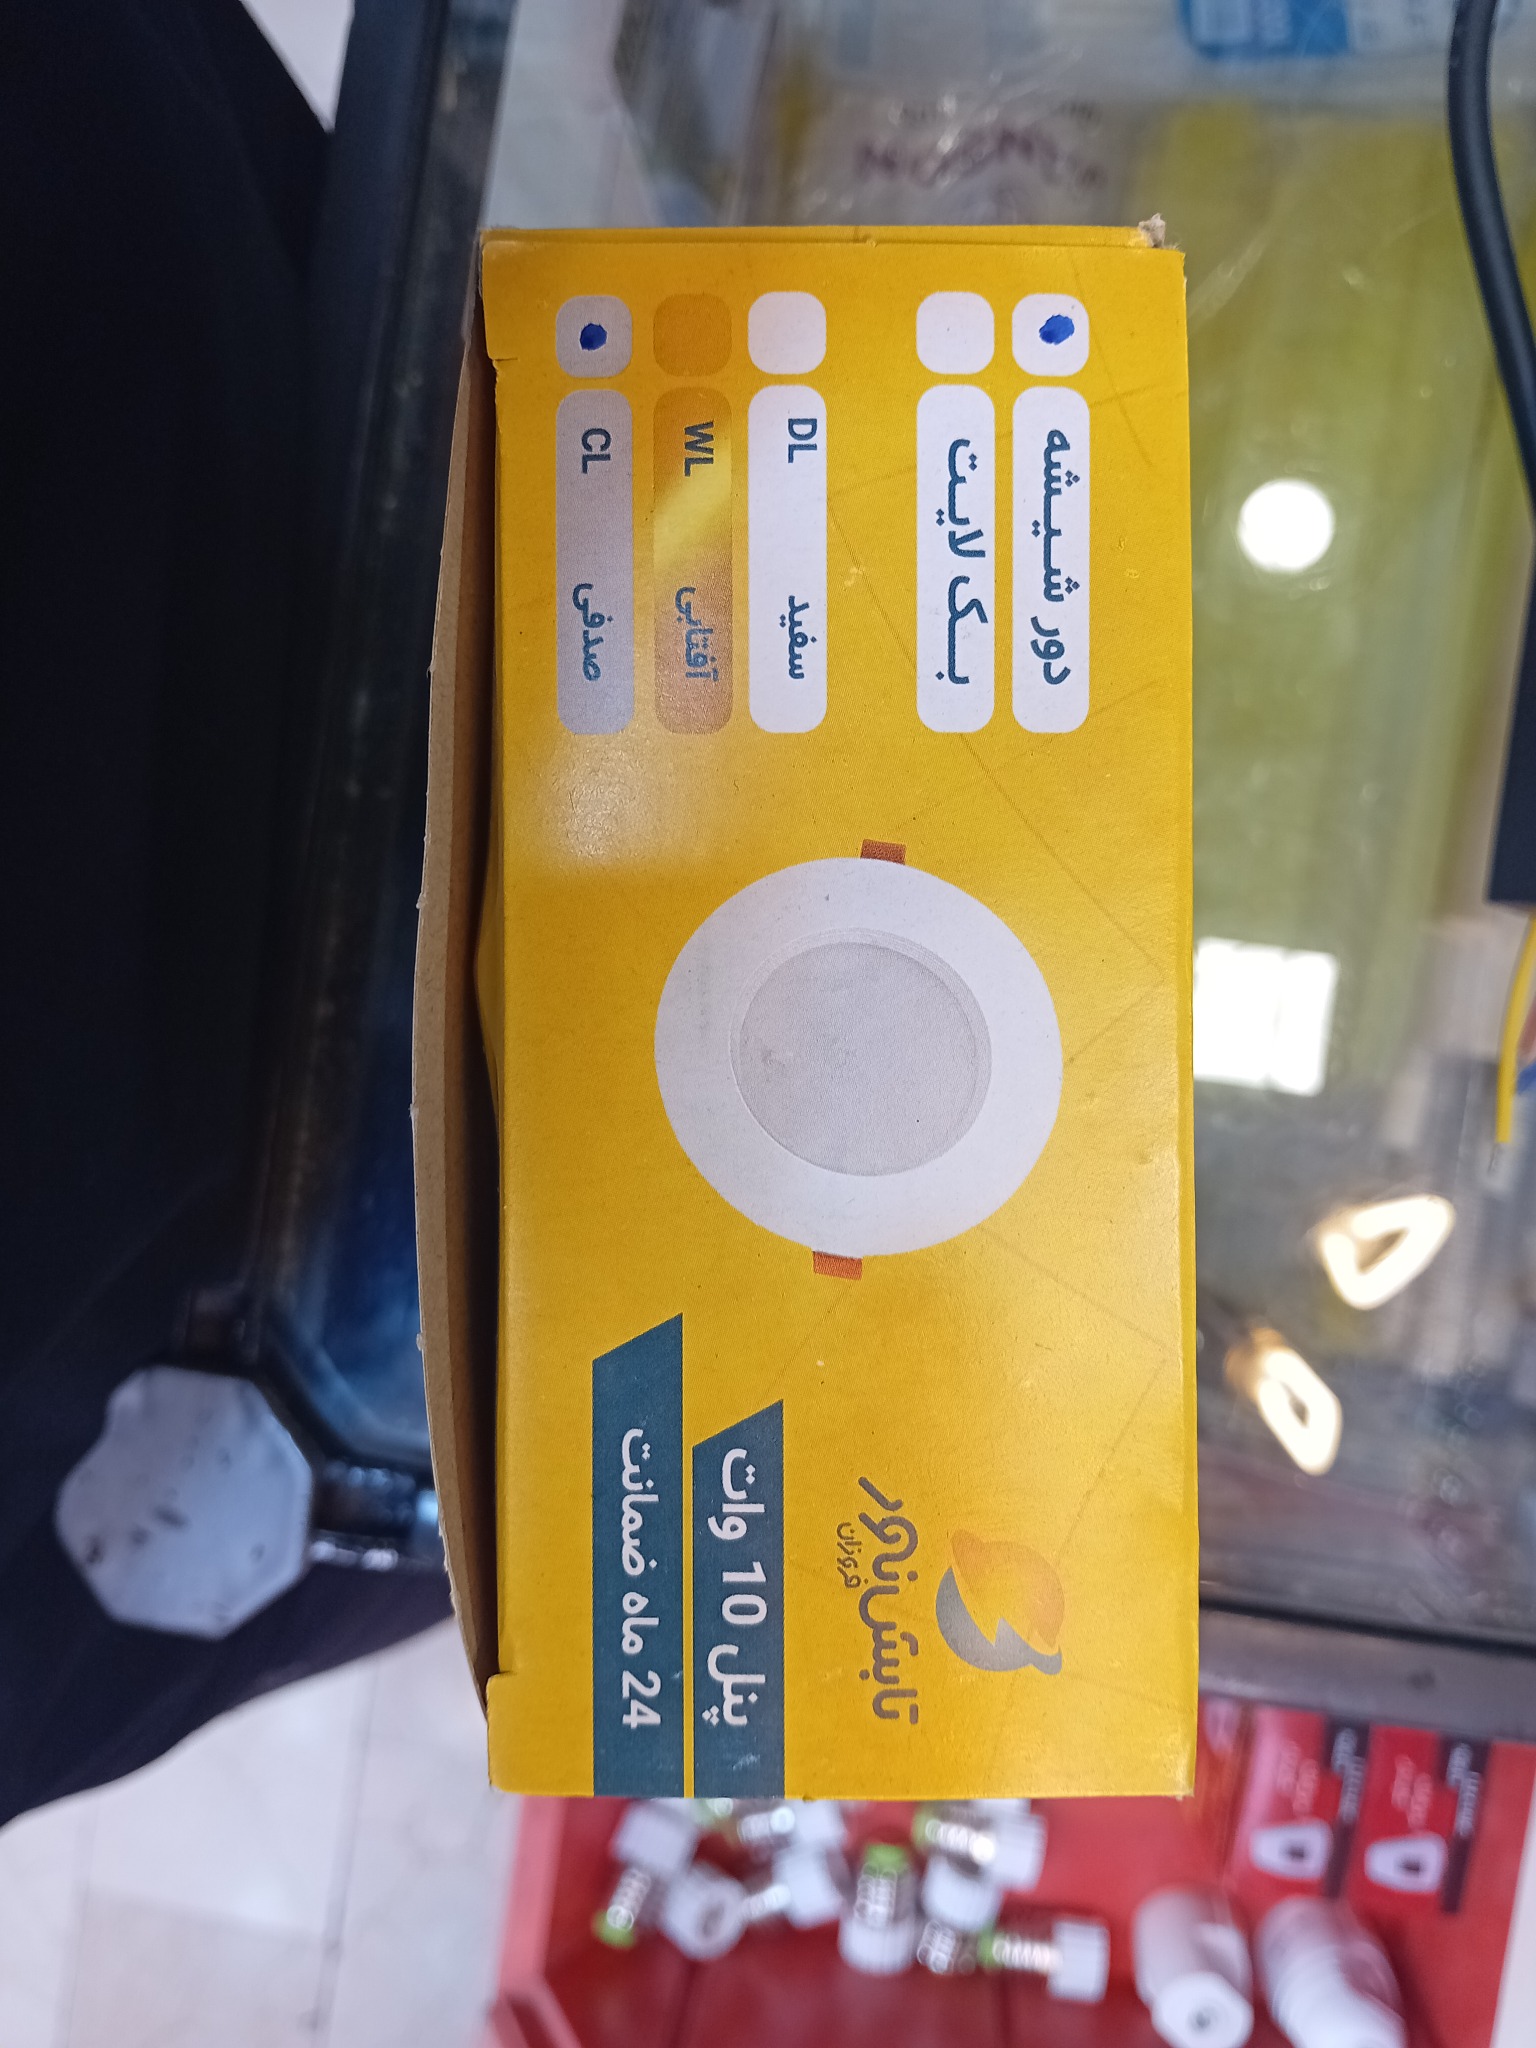 تابش نور
فروزان
پنل 10 وات
24 ماه ضمانت
دور شیشه
بک لایت
DL سفید
WL آفتابی
CL صدفی